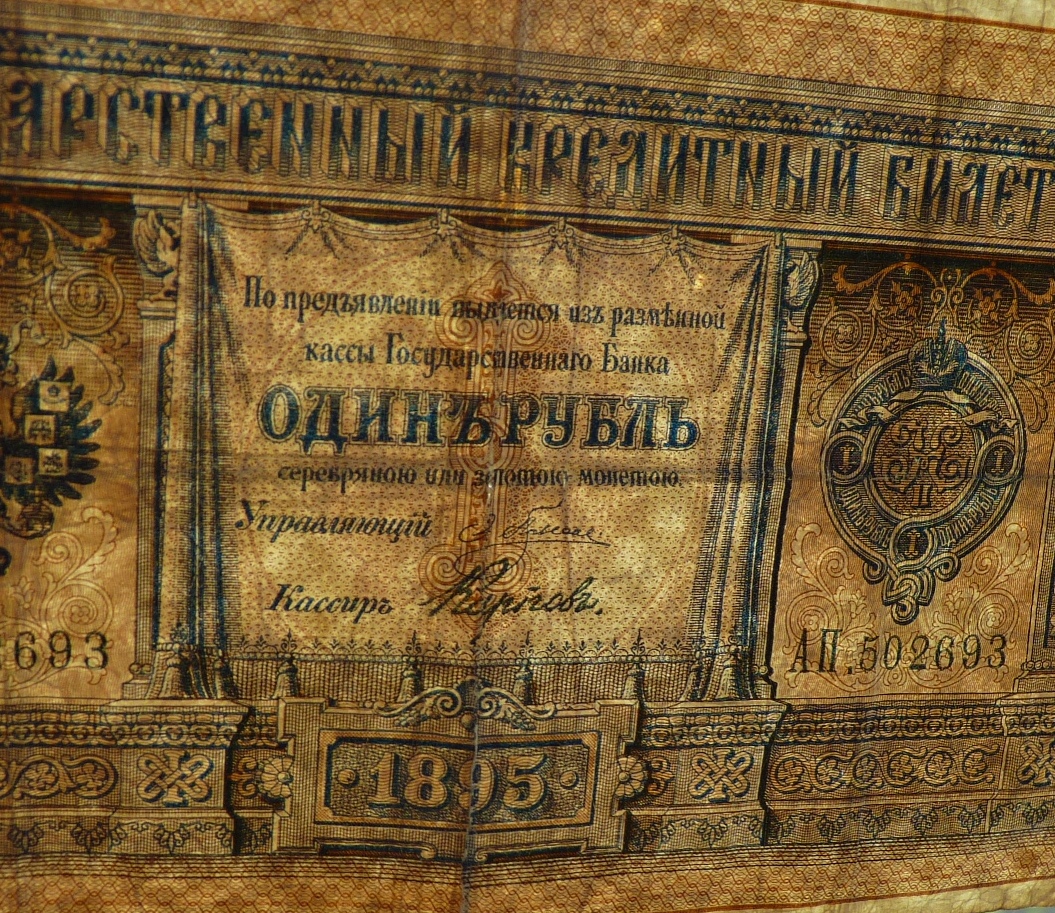 АРСТВЕННЫЙ КРЕДИТНЫЙ БИЛЕТ
По предъявленіи выдается изъ размѣнной
кассы Государственнаго Банка
ОДИНЪ РУБЛЬ
серебряною или золотою монетою.
Управляющій
Кассиръ
693
АП.502693
1895